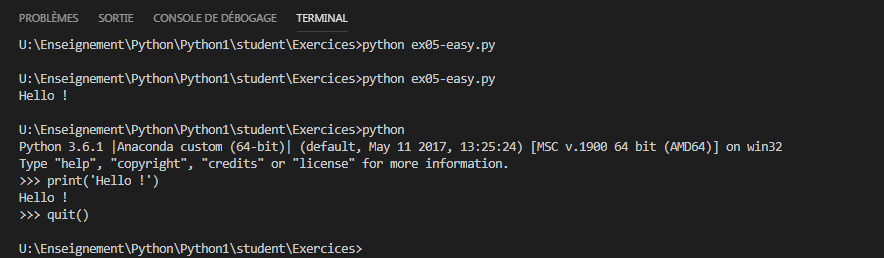 PROBLÈMES SORTIE CONSOLE DE DÉBOGAGE TERMINAL
U:\Enseignement\Python\Python1\student\Exercices>python ex05-easy.py
U:\Enseignement\Python\Python1\student\Exercices>python ex05-easy.py
Hello !
U:\Enseignement\Python\Python1\student\Exercices>python
Python 3.6.1 |Anaconda custom (64-bit)| (default, May 11 2017, 13:25:24) [MSC v.1900 64 bit (AMD64)] on win32
Type "help", "copyright", "credits" or "license" for more information.
>>> print('Hello !')
Hello !
>>> quit()
U:\Enseignement\Python\Python1\student\Exercices>